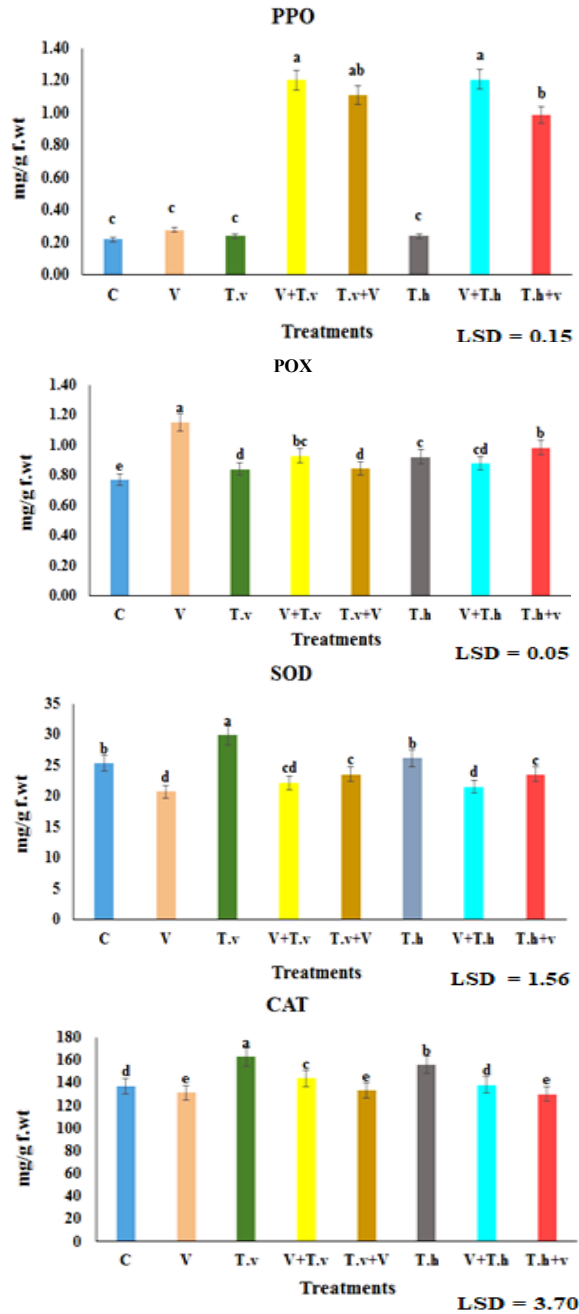 PPO
mg/g f.wt
1.40
1.20
1.00
0.80
0.60
0.40
0.20
0.00
c c c a ab c a b
C V T.v V+T.v T.v+V T.h V+T.h T.h+v
Treatments
LSD = 0.15
POX
mg/g f.wt
1.40
1.20
1.00
0.80
0.60
0.40
0.20
0.00
e a d bc d c cd b
C V T.v V+T.v T.v+V T.h V+T.h T.h+v
Treatments
LSD = 0.05
SOD
mg/g f.wt
35
30
25
20
15
10
5
0
b d a cd c b d c
C V T.v V+T.v T.v+V T.h V+T.h T.h+v
Treatments
LSD = 1.56
CAT
mg/g f.wt
180
160
140
120
100
80
60
40
20
0
d e a c e b d e
C V T.v V+T.v T.v+V T.h V+T.h T.h+v
Treatments
LSD = 3.70